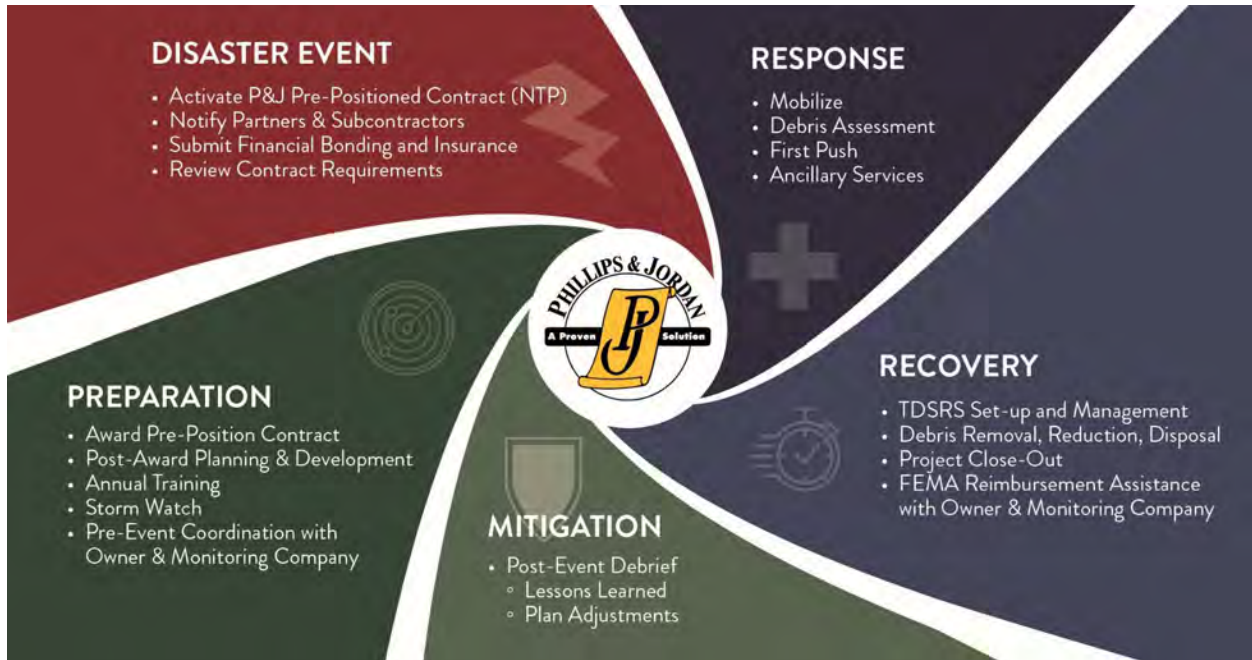 DISASTER EVENT
• Activate P&J Pre-Positioned Contract (NTP)
• Notify Partners & Subcontractors
• Submit Financial Bonding and Insurance
• Review Contract Requirements
RESPONSE
• Mobilize
• Debris Assessment
• First Push
• Ancillary Services
PHILLIPS & JORDAN
A Proven Solution
PJ
RECOVERY
• TDSRS Set-up and Management
• Debris Removal, Reduction, Disposal
• Project Close-Out
• FEMA Reimbursement Assistance
with Owner & Monitoring Company
PREPARATION
• Award Pre-Position Contract
• Post-Award Planning & Development
• Annual Training
• Storm Watch
• Pre-Event Coordination with
Owner & Monitoring Company
MITIGATION
• Post-Event Debrief
◦ Lessons Learned
◦ Plan Adjustments